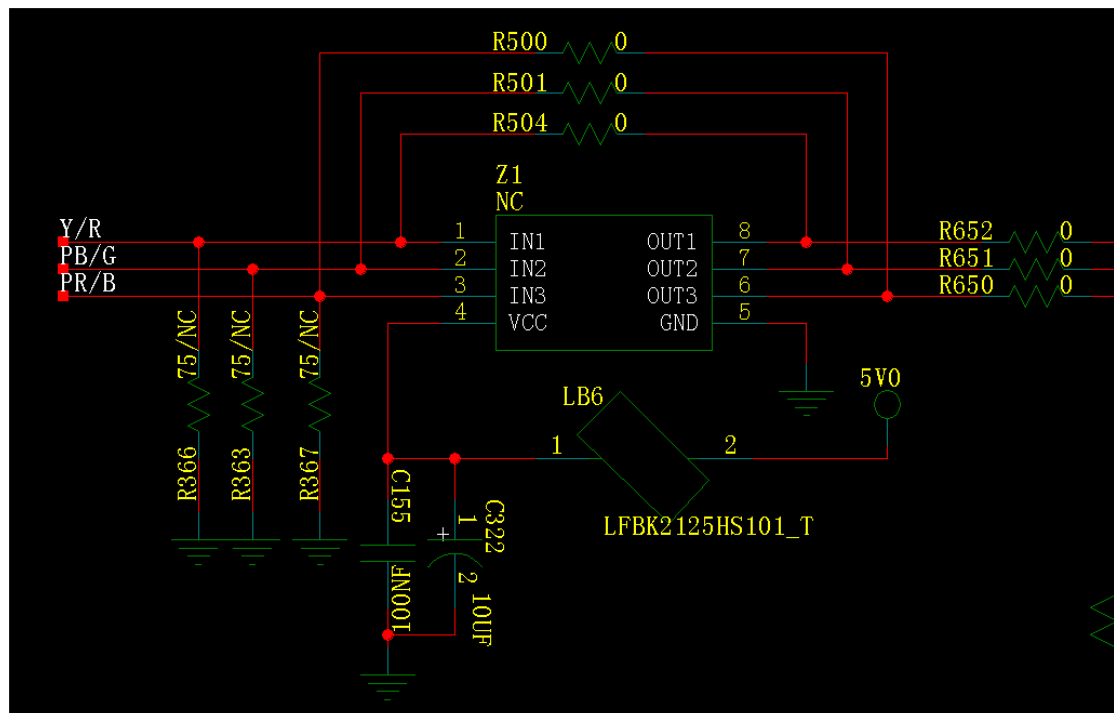 R500 0
R501 0
R504 0
Z1
NC
Y/R
PB/G
PR/B
1 IN1 OUT1 8
2 IN2 OUT2 7
3 IN3 OUT3 6
4 VCC GND 5
R652 0
R651 0
R650 0
75/NC
75/NC
75/NC
R366
R363
R367
5V0
LB6
1 2
LFBK2125HS101_T
C155
100NF
C322
1
+
2
10UF